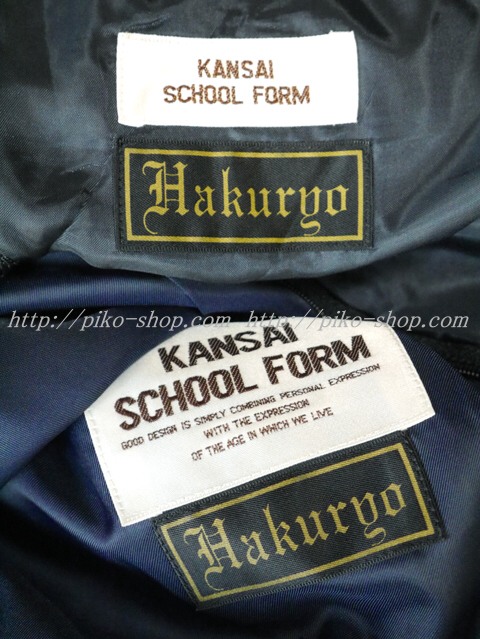 KANSAI
SCHOOL FORM
Hakuryo
http://piko-shop.com http://piko-shop.com
KANSAI
SCHOOL FORM
GOOD DESIGN IS SIMPLY COMBINING PERSONAL EXPRESSION
WITH THE EXPRESSION
OF THE AGE IN WHICH WE LIVE
Hakuryo